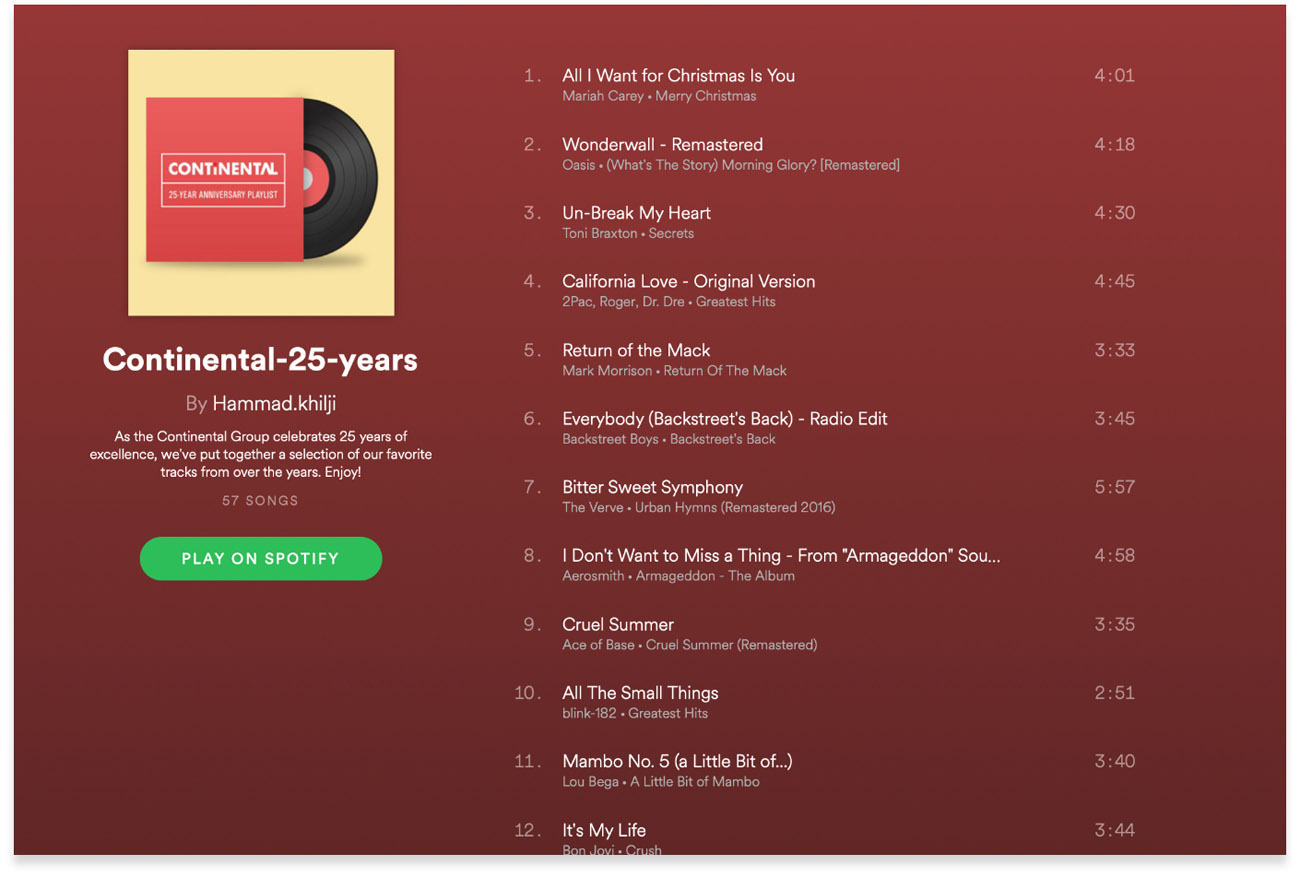 CONTiNENTAL
25-YEAR ANNIVERSARY PLAYLIST
Continental-25-years
By Hammad.khilji
As the Continental Group celebrates 25 years of
excellence, we've put together a selection of our favorite
tracks from over the years. Enjoy!
57 SONGS
PLAY ON SPOTIFY
1. All I Want for Christmas Is You 4:01
Mariah Carey • Merry Christmas
2. Wonderwall - Remastered 4:18
Oasis • (What's The Story) Morning Glory? [Remastered]
3. Un-Break My Heart 4:30
Toni Braxton • Secrets
4. California Love - Original Version 4:45
2Pac, Roger, Dr. Dre • Greatest Hits
5. Return of the Mack 3:33
Mark Morrison • Return Of The Mack
6. Everybody (Backstreet's Back) - Radio Edit 3:45
Backstreet Boys • Backstreet's Back
7. Bitter Sweet Symphony 5:57
The Verve • Urban Hymns (Remastered 2016)
8. I Don't Want to Miss a Thing - From "Armageddon" Sou... 4:58
Aerosmith • Armageddon - The Album
9. Cruel Summer 3:35
Ace of Base • Cruel Summer (Remastered)
10. All The Small Things 2:51
blink-182 • Greatest Hits
11. Mambo No. 5 (a Little Bit of...) 3:40
Lou Bega • A Little Bit of Mambo
12. It's My Life 3:44
Bon Jovi • Crush